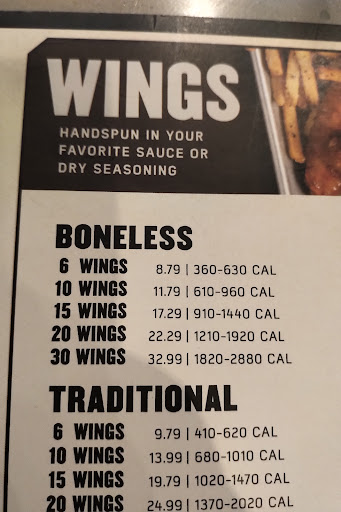 WINGS
HANDSPUN IN YOUR
FAVORITE SAUCE OR
DRY SEASONING
BONELESS
6 WINGS 8.79 | 360-630 CAL
10 WINGS 11.79 | 610-960 CAL
15 WINGS 17.29 | 910-1440 CAL
20 WINGS 22.29 | 1210-1920 CAL
30 WINGS 32.99 | 1820-2880 CAL
TRADITIONAL
6 WINGS 9.79 | 410-620 CAL
10 WINGS 13.99 | 680-1010 CAL
15 WINGS 19.79 | 1020-1470 CAL
20 WINGS 24.99 | 1370-2020 CAL